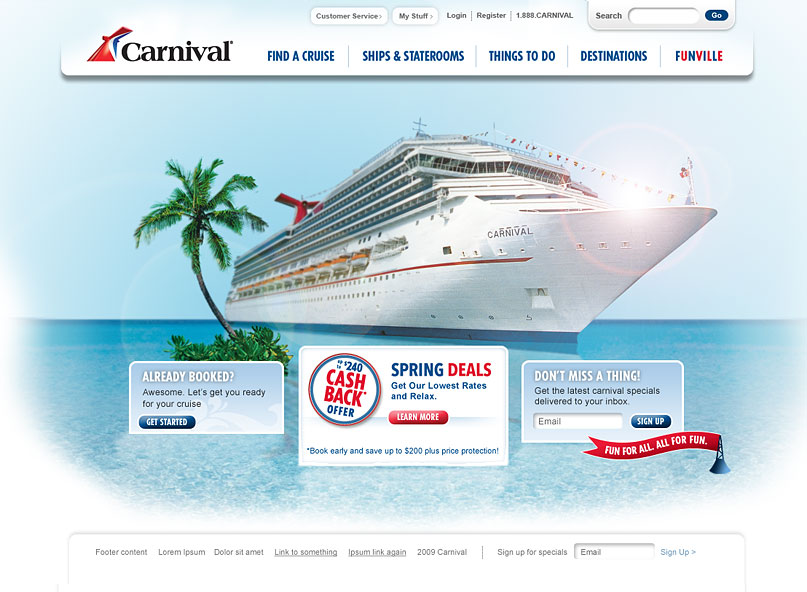 Customer Service › My Stuff › Login Register 1.888.CARNIVAL Search Go
Carnival
FIND A CRUISE SHIPS & STATEROOMS THINGS TO DO DESTINATIONS FUNVILLE
CARNIVAL
ALREADY BOOKED?
Awesome. Let's get you ready
for your cruise
GET STARTED
UP TO $240
CASH
BACK*
OFFER
SPRING DEALS
Get Our Lowest Rates
and Relax.
LEARN MORE
*Book early and save up to $200 plus price protection!
DON'T MISS A THING!
Get the latest carnival specials
delivered to your inbox.
Email SIGN UP
FUN FOR ALL. ALL FOR FUN.
Footer content Lorem Ipsum Dolor sit amet Link to something Ipsum link again 2009 Carnival Sign up for specials Email Sign Up >